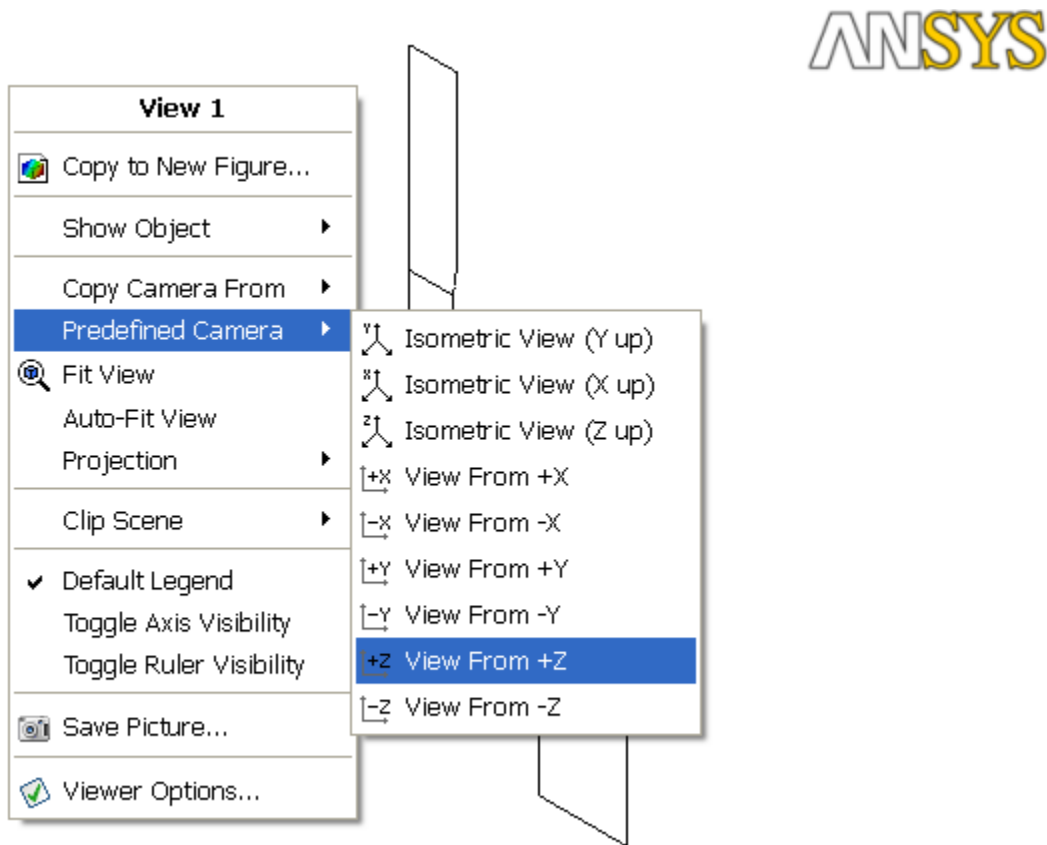 ANSYS
View 1
Copy to New Figure...
Show Object
Copy Camera From
Predefined Camera
Fit View
Auto-Fit View
Projection
Clip Scene
Default Legend
Toggle Axis Visibility
Toggle Ruler Visibility
Save Picture...
Viewer Options...
Y Isometric View (Y up)
X Isometric View (X up)
Z Isometric View (Z up)
+X View From +X
-X View From -X
+Y View From +Y
-Y View From -Y
+Z View From +Z
-Z View From -Z